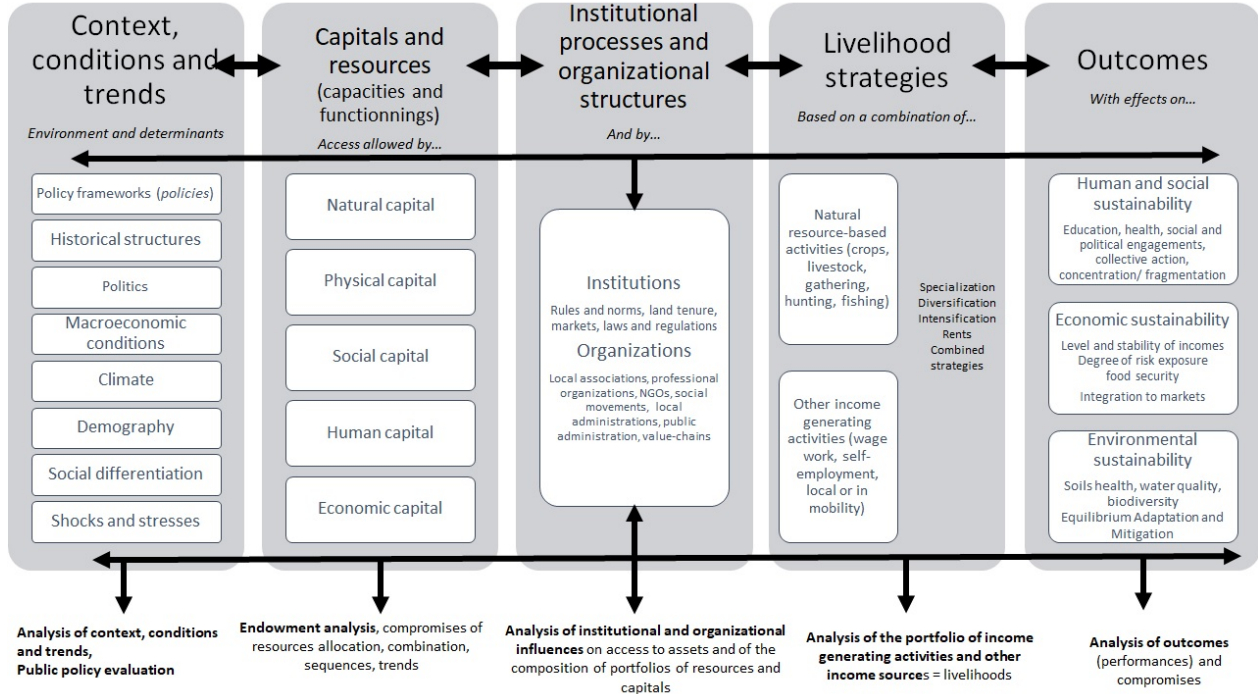 Context,
conditions and
trends
Environment and determinants
Policy frameworks (policies)
Historical structures
Politics
Macroeconomic
conditions
Climate
Demography
Social differentiation
Shocks and stresses
Analysis of context, conditions
and trends,
Public policy evaluation
Capitals and
resources
(capacities and
functionnings)
Access allowed by...
Natural capital
Physical capital
Social capital
Human capital
Economic capital
Endowment analysis, compromises of
resources allocation, combination,
sequences, trends
Institutional
processes and
organizational
structures
And by...
Institutions
Rules and norms, land tenure,
markets, laws and regulations
Organizations
Local associations, professional
organizations, NGOs, social
movements, local
administrations, public
administration, value-chains
Analysis of institutional and organizational
influences on access to assets and of the
composition of portfolios of resources and
capitals
Livelihood
strategies
Based on a combination of...
Natural
resource-based
activities (crops,
livestock,
gathering,
hunting, fishing)
Other income
generating
activities (wage
work, self-
employment,
local or in
mobility)
Specialization
Diversification
Intensification
Rents
Combined
strategies
Analysis of the portfolio of income
generating activities and other
income sources = livelihoods
Outcomes
With effects on...
Human and social
sustainability
Education, health, social and
political engagements,
collective action,
concentration/ fragmentation
Economic sustainability
Level and stability of incomes
Degree of risk exposure
food security
Integration to markets
Environmental
sustainability
Soils health, water quality,
biodiversity
Equilibrium Adaptation and
Mitigation
Analysis of outcomes
(performances) and
compromises